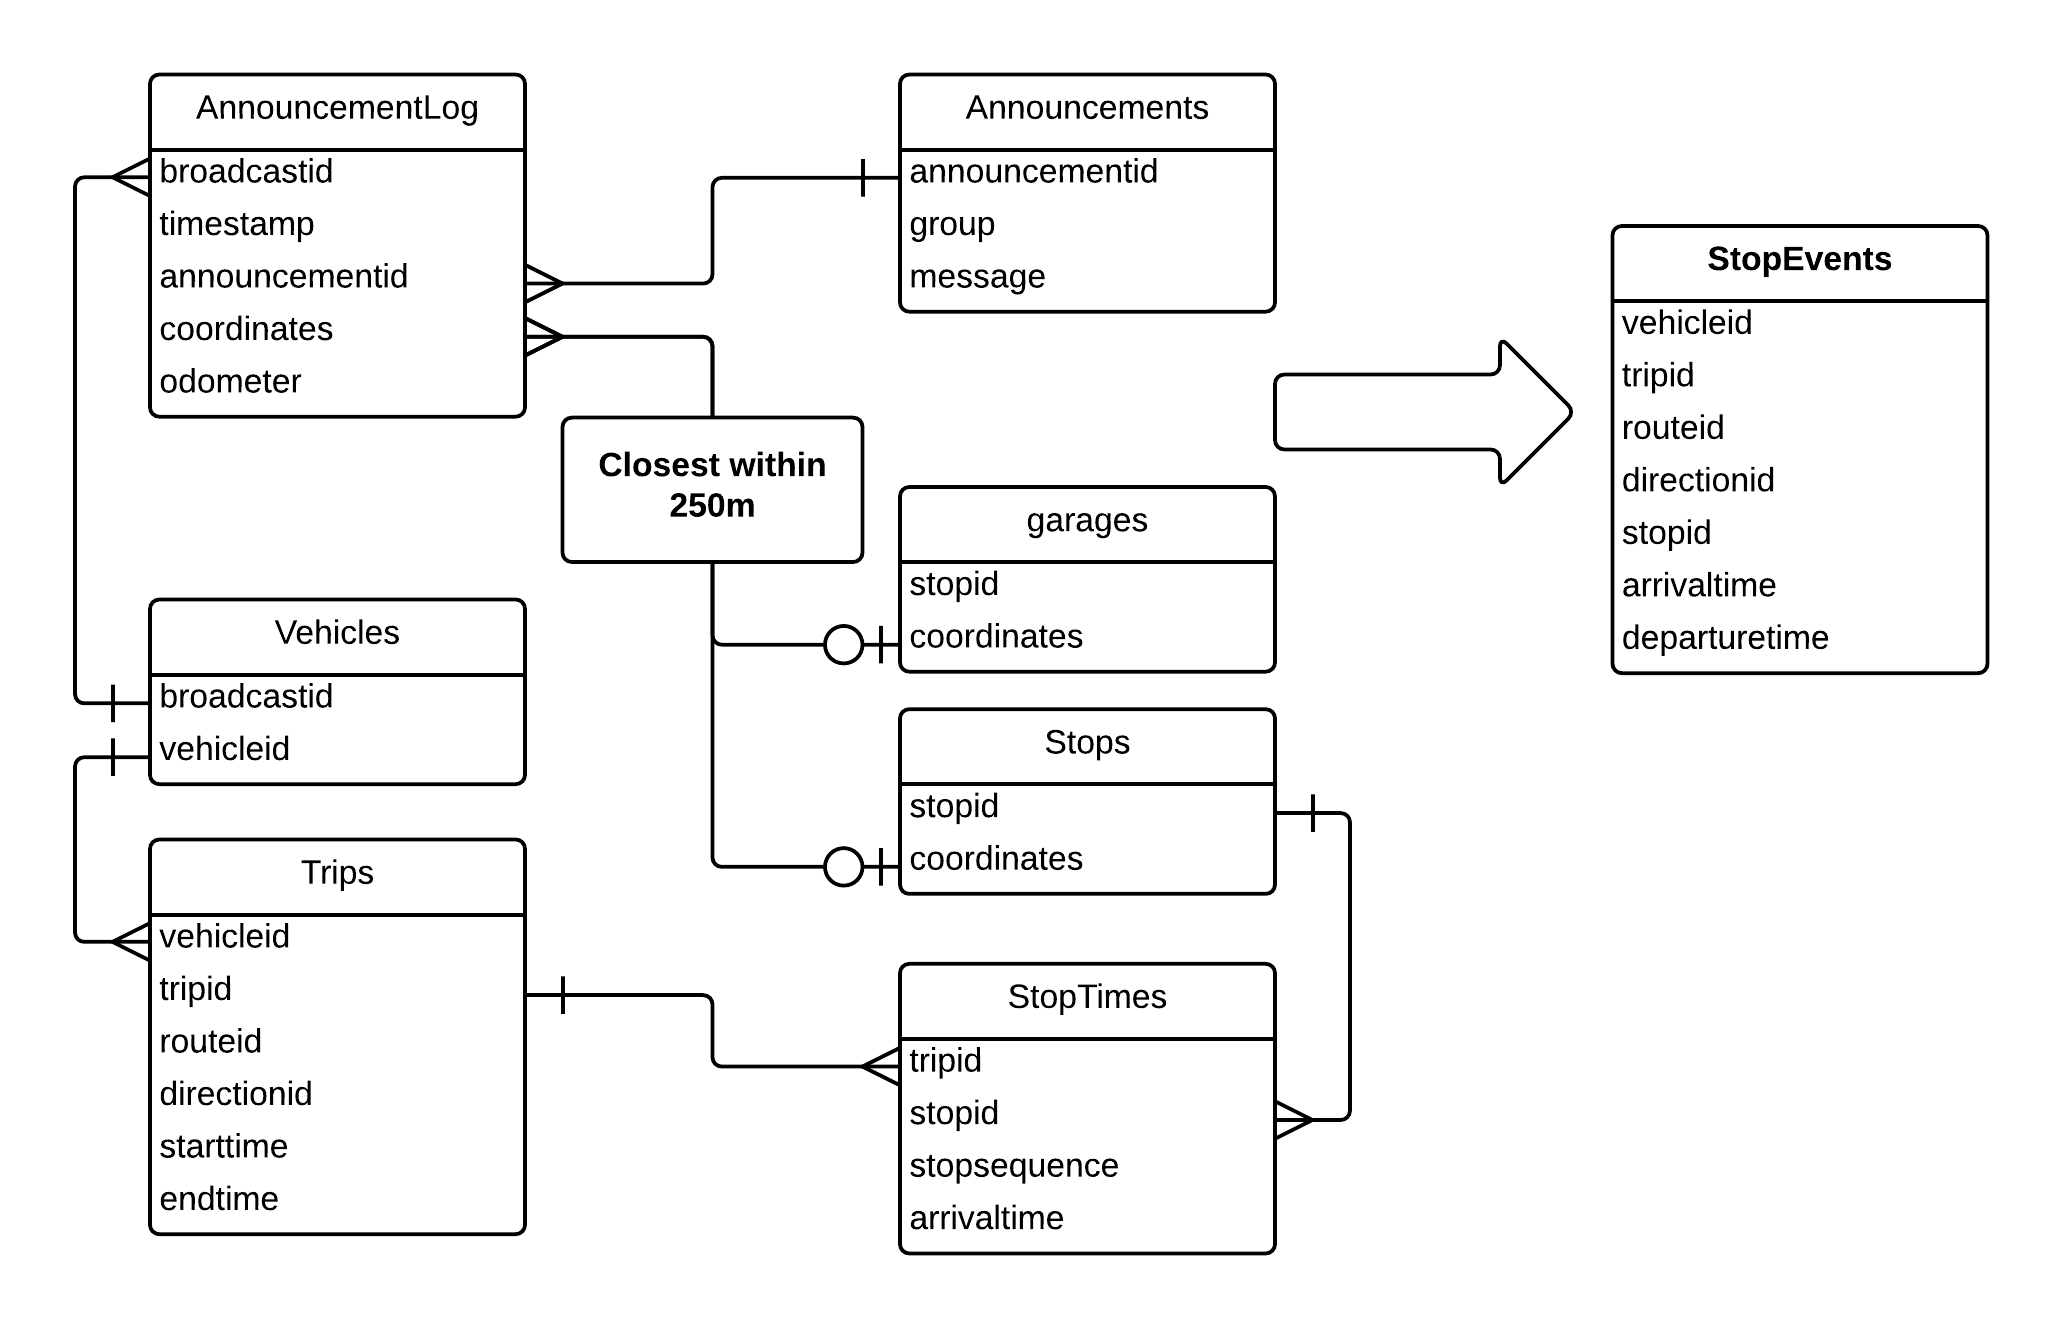 AnnouncementLog
broadcastid
timestamp
announcementid
coordinates
odometer
Announcements
announcementid
group
message
StopEvents
vehicleid
tripid
routeid
directionid
stopid
arrivaltime
departuretime
Closest within
250m
garages
stopid
coordinates
Vehicles
broadcastid
vehicleid
Stops
stopid
coordinates
Trips
vehicleid
tripid
routeid
directionid
starttime
endtime
StopTimes
tripid
stopid
stopsequence
arrivaltime